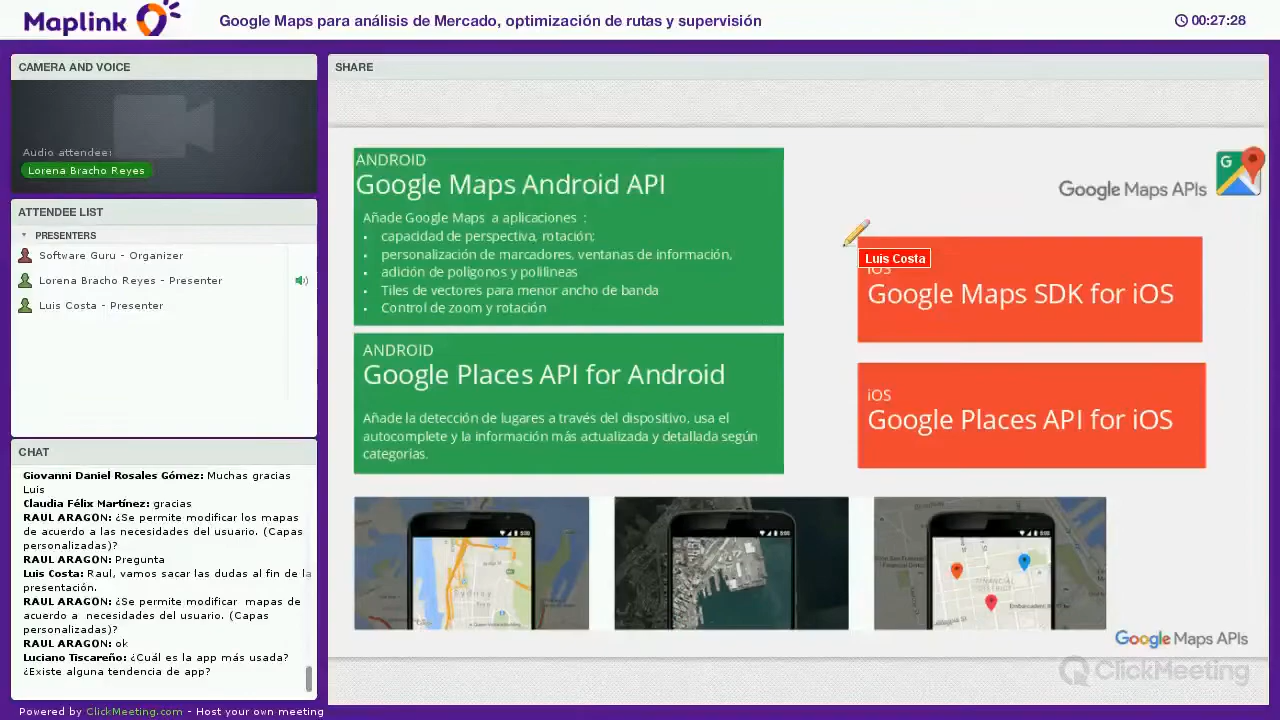 Maplink
Google Maps para análisis de Mercado, optimización de rutas y supervisión
00:27:28
CAMERA AND VOICE
Audio attendees
Lorena Bracho Reyes
ATTENDEE LIST
PRESENTERS
Software Guru - Organizer
Lorena Bracho Reyes - Presenter
Luis Costa - Presenter
CHAT
Giovanni Daniel Rosales Gómez: Muchas gracias
Luis
Claudia Félix Martínez: gracias
RAUL ARAGON: ¿Se permite modificar los mapas
de acuerdo a las necesidades del usuario. (Capas
personalizadas)?
RAUL ARAGON: Pregunta
Luis Costa: Raul, vamos sacar las dudas al fin de la
presentación.
RAUL ARAGON: ¿Se permite modificar mapas de
acuerdo a necesidades del usuario. (Capas
personalizadas)?
RAUL ARAGON: ok
Luciano Tiscareño: ¿Cuál es la app más usada?
¿Existe alguna tendencia de app?
Powered by ClickMeeting.com - Host your own meeting
SHARE
ANDROID
Google Maps Android API
Añade Google Maps a aplicaciones :
• capacidad de perspectiva, rotación;
• personalización de marcadores, ventanas de información,
• adición de polígonos y polilineas
• Tiles de vectores para menor ancho de banda
• Control de zoom y rotación
ANDROID
Google Places API for Android
Añade la detección de lugares a través del dispositivo, usa el
autocomplete y la información más actualizada y detallada según
categorias.
Google Maps APIs
G
Luis Costa
iOS
Google Maps SDK for iOS
iOS
Google Places API for iOS
Sydney
FINANCIAL
DISTRICT
Google Maps APIs
ClickMeeting